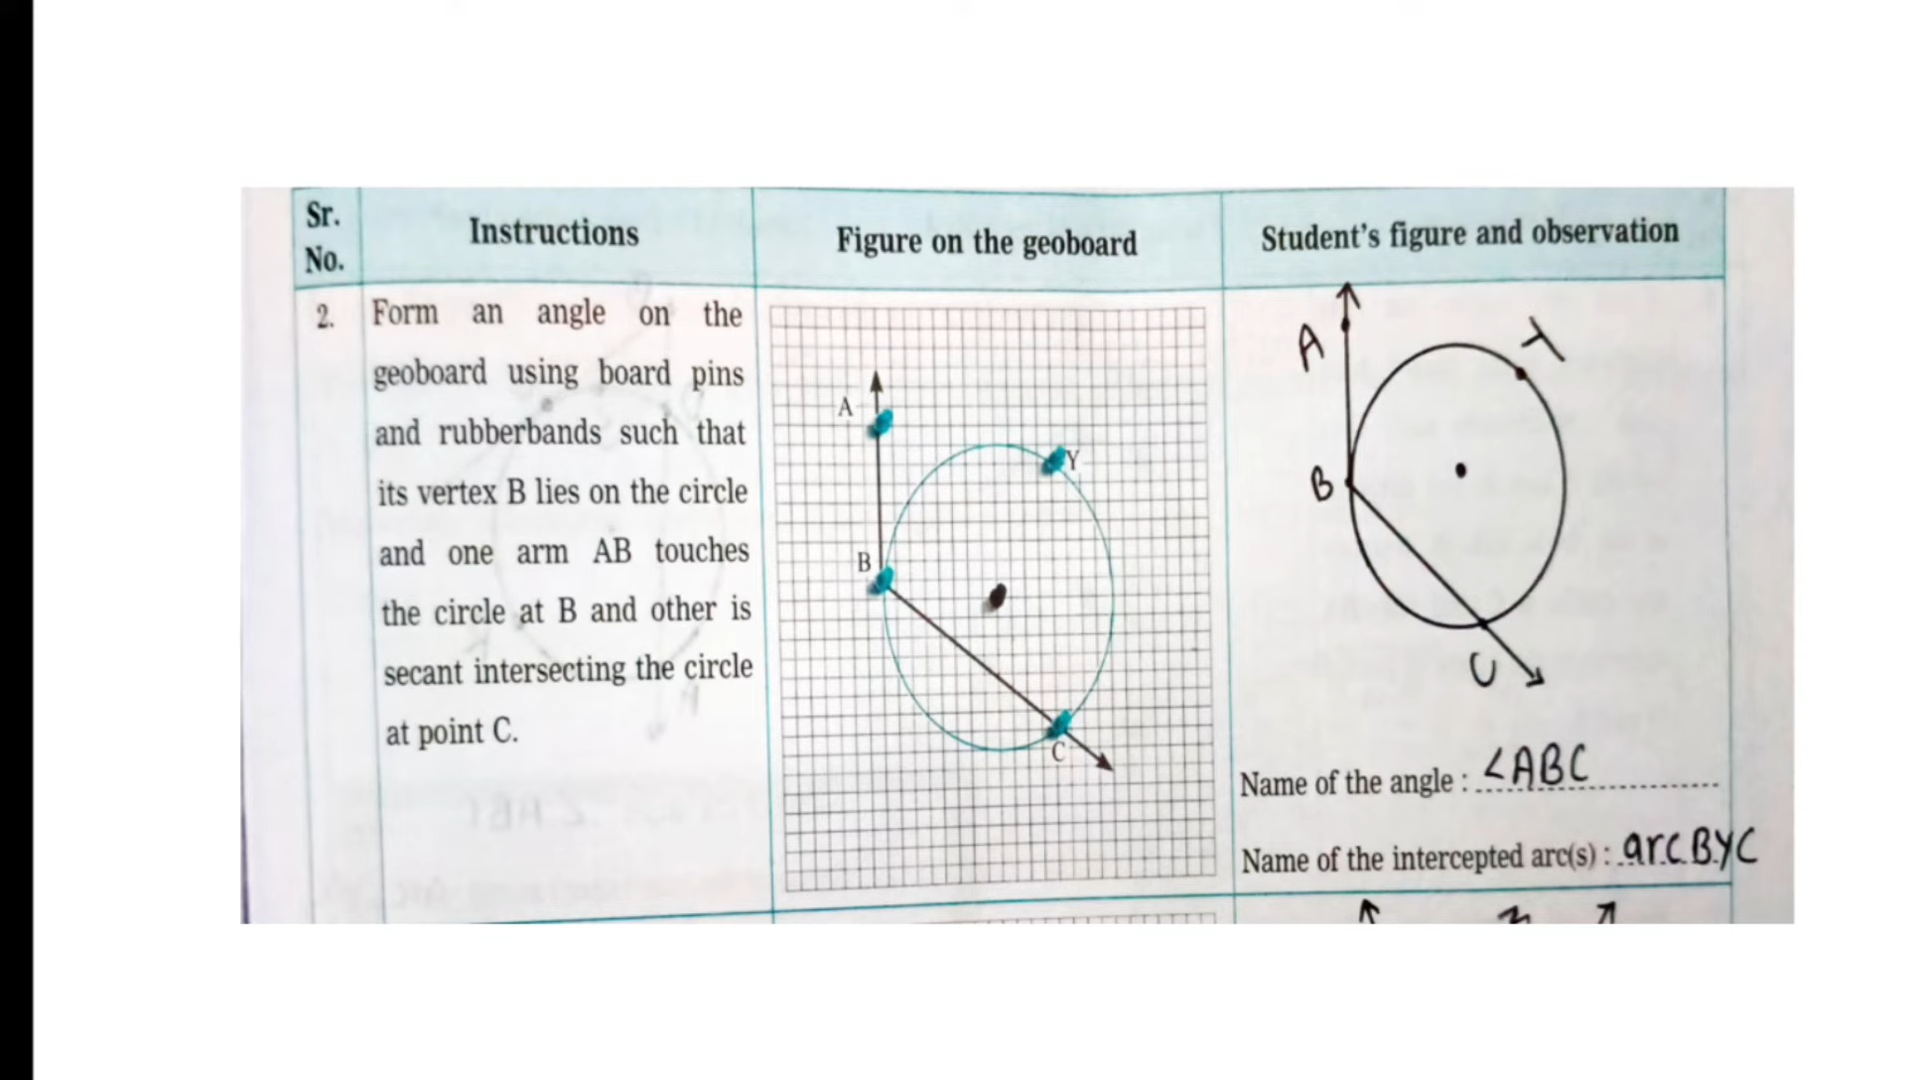 Sr.
No.
Instructions
Figure on the geoboard
Student's figure and observation
2.
Form an angle on the
geoboard using board pins
and rubberbands such that
its vertex B lies on the circle
and one arm AB touches
the circle at B and other is
secant intersecting the circle
at point C.
A
Y
B
C
A
Y
B
C
Name of the angle : ∠ABC
Name of the intercepted arc(s) : arc BYC